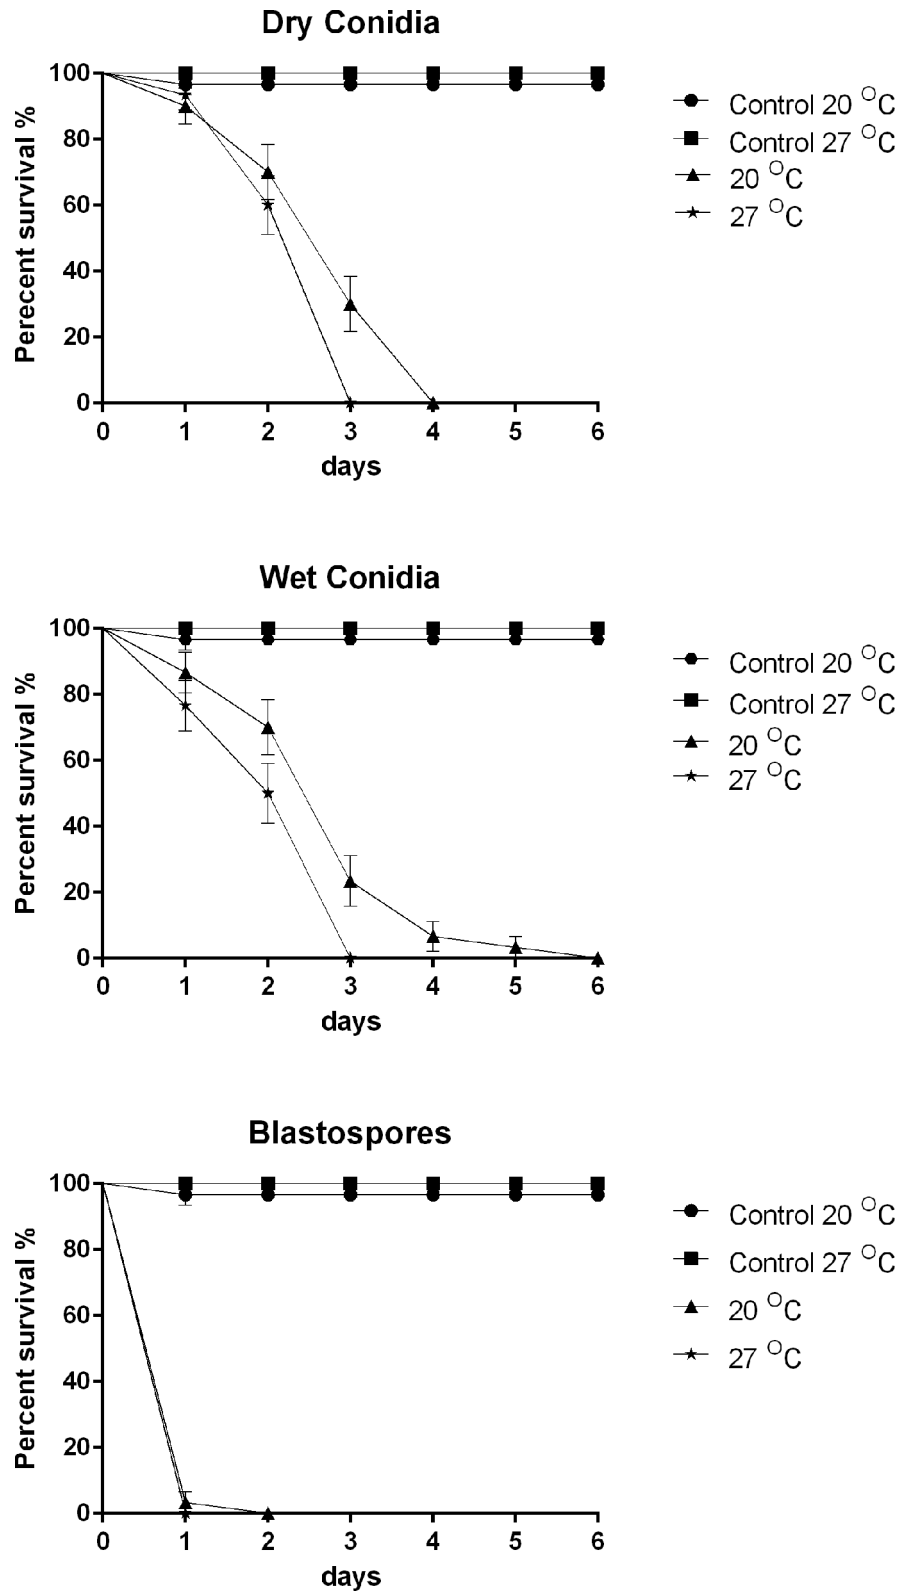 Dry Conidia
Perecent survival %
100
80
60
40
20
0
0 1 2 3 4 5 6
days
Control 20 °C
Control 27 °C
20 °C
27 °C
Wet Conidia
Percent survival %
100
80
60
40
20
0
0 1 2 3 4 5 6
days
Control 20 °C
Control 27 °C
20 °C
27 °C
Blastospores
Percent survival %
100
80
60
40
20
0
0 1 2 3 4 5 6
days
Control 20 °C
Control 27 °C
20 °C
27 °C